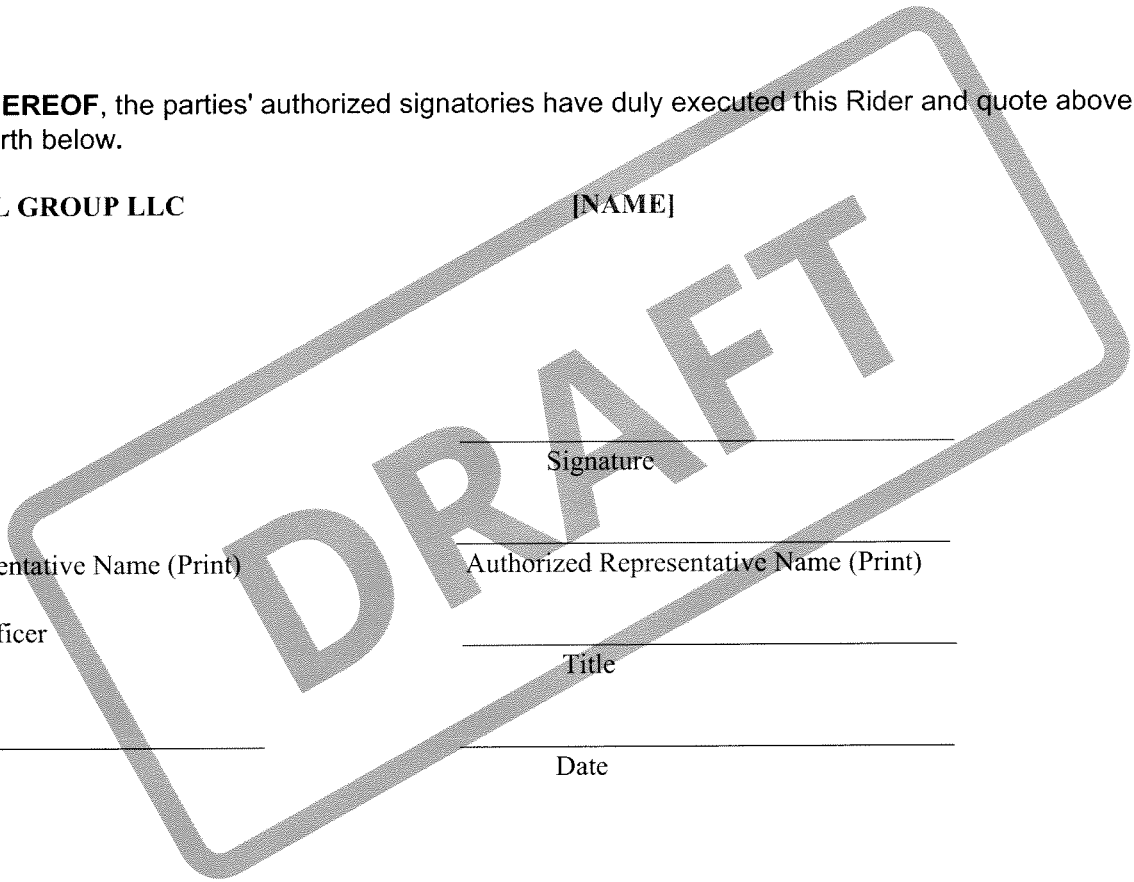 EREOF, the parties' authorized signatories have duly executed this Rider and quote above
rth below.
L GROUP LLC [NAME]
Signature
entative Name (Print) Authorized Representative Name (Print)
ficer
Title
Date
DRAFT